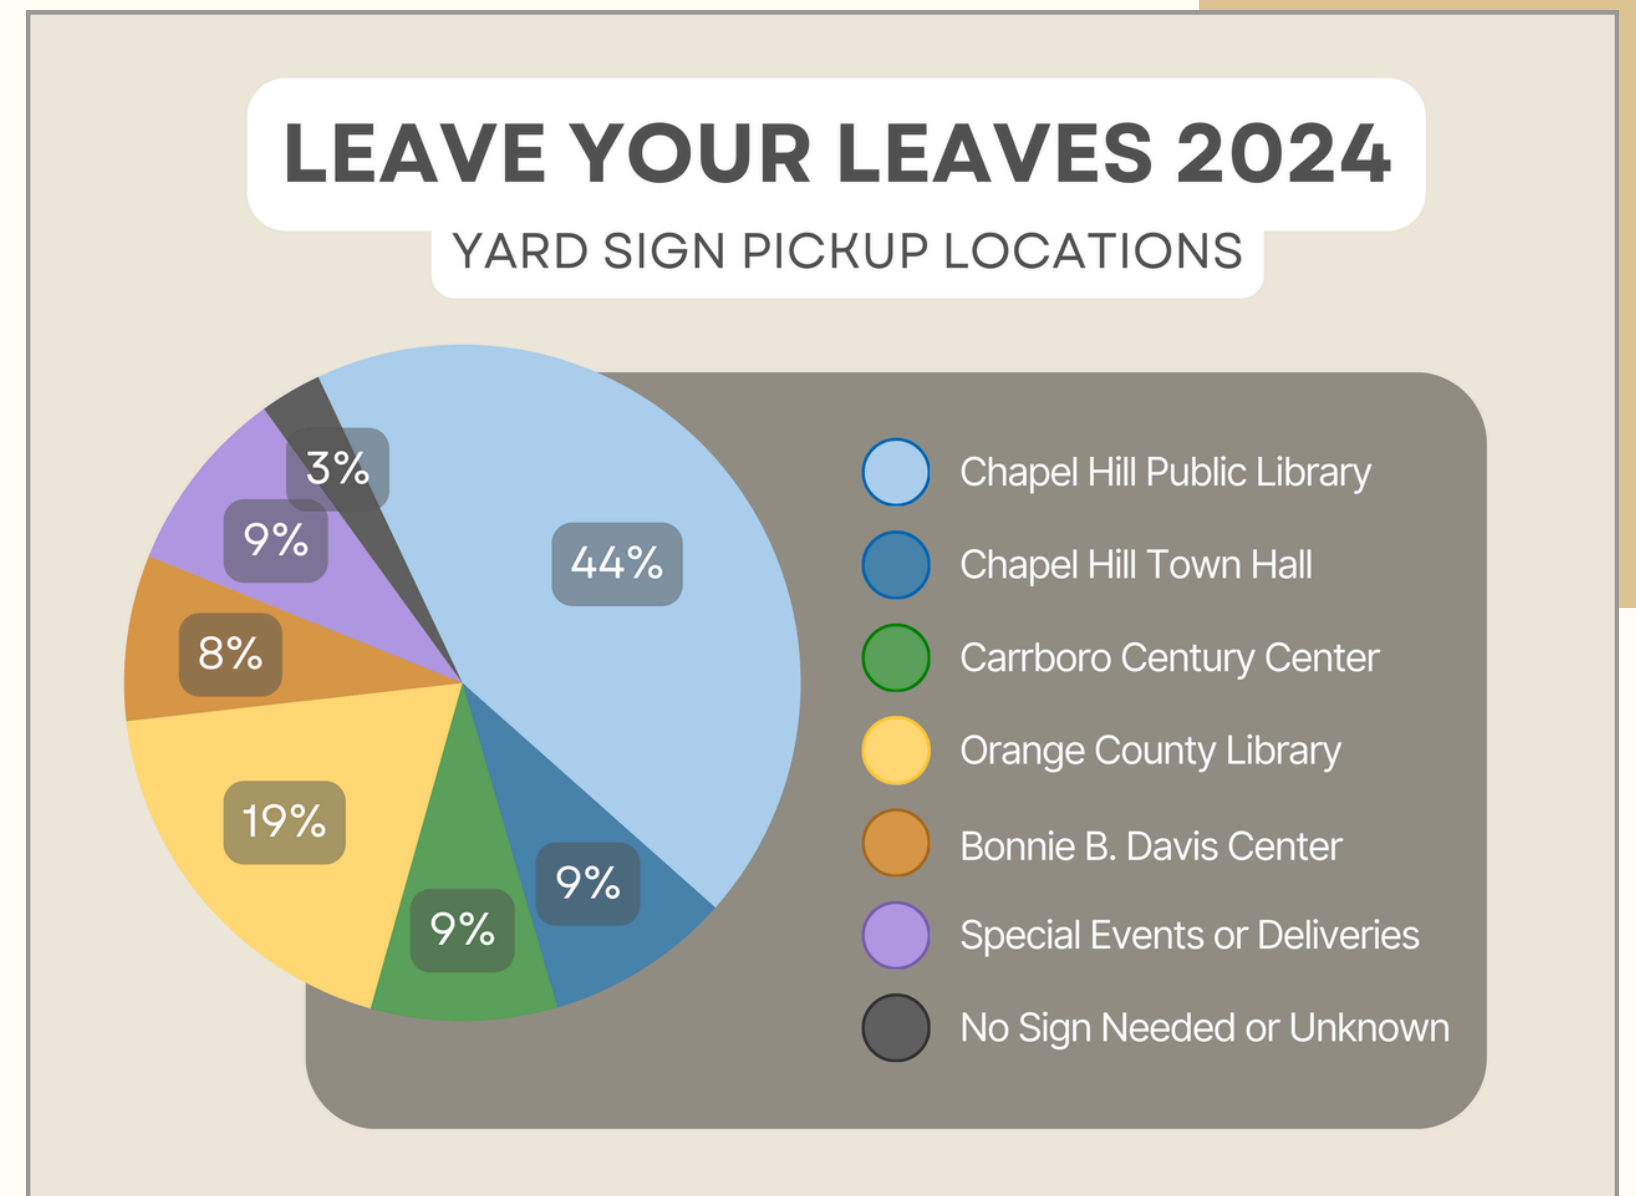 LEAVE YOUR LEAVES 2024
YARD SIGN PICKUP LOCATIONS
3%
44%
9%
8%
19%
9%
9%
Chapel Hill Public Library
Chapel Hill Town Hall
Carrboro Century Center
Orange County Library
Bonnie B. Davis Center
Special Events or Deliveries
No Sign Needed or Unknown